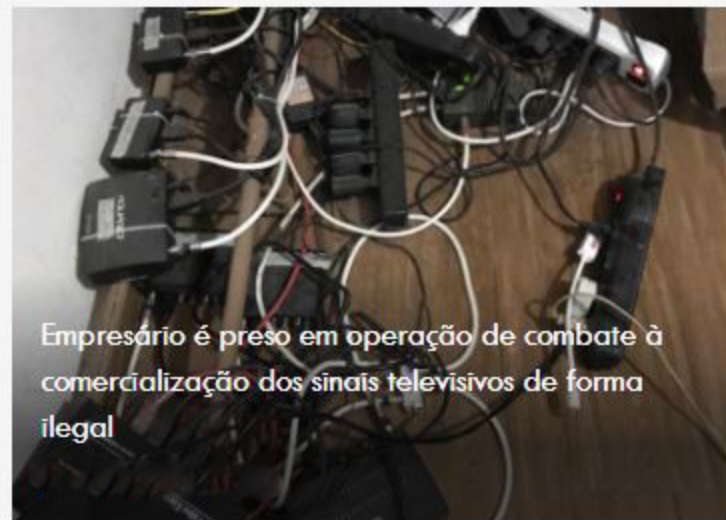 Empresário é preso em operação de combate à
comercialização dos sinais televisivos de forma
ilegal